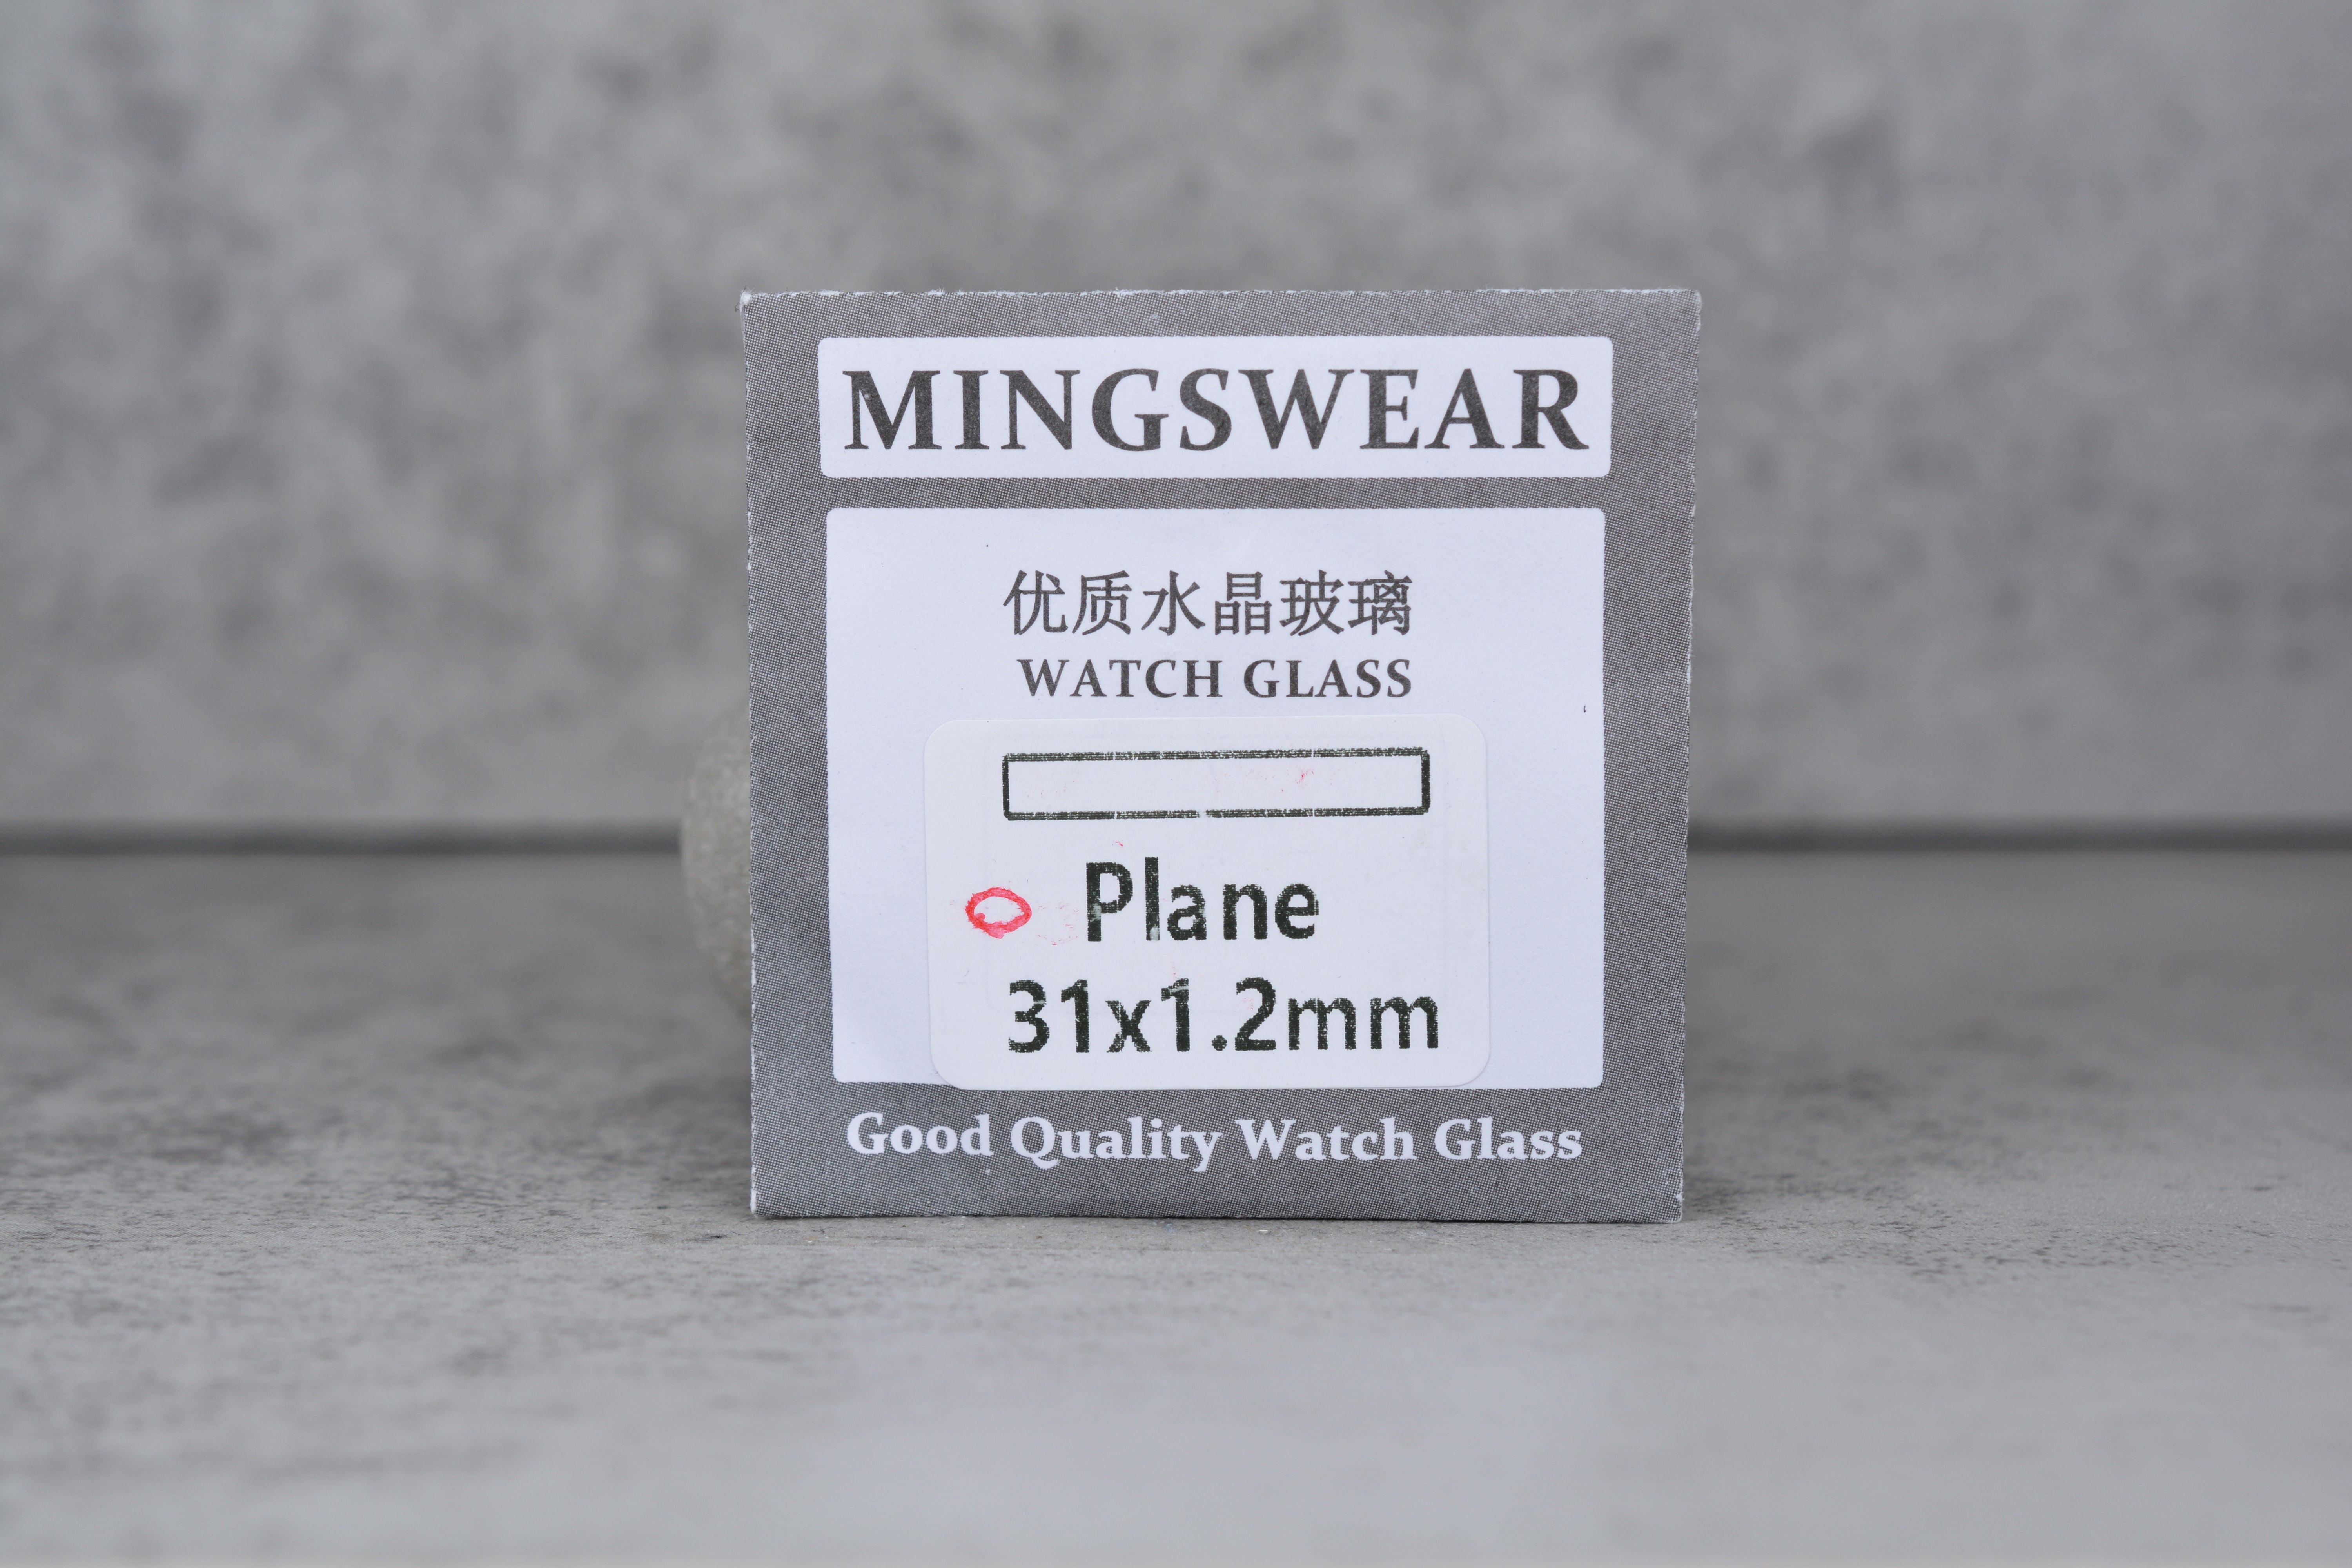 MINGSWEAR
优质水晶玻璃
WATCH GLASS
Plane
31x1.2mm
Good Quality Watch Glass